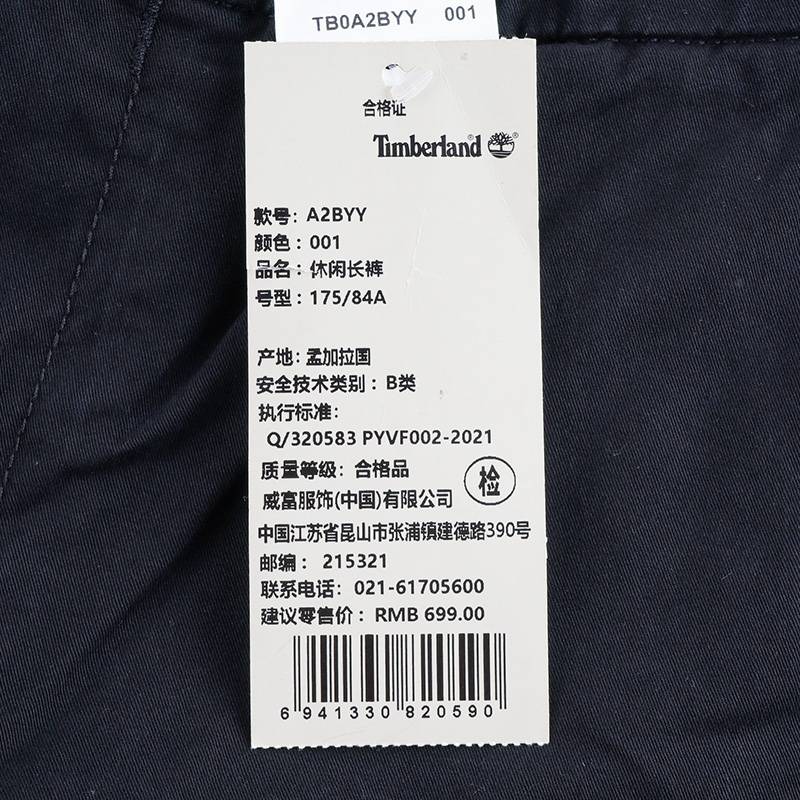 TB0A2BYY 001
合格证
Timberland®
款号: A2BYY
颜色: 001
品名: 休闲长裤
号型: 175/84A
产地: 孟加拉国
安全技术类别: B类
执行标准:
Q/320583 PYVF002-2021
质量等级: 合格品
检
威富服饰(中国)有限公司
中国江苏省昆山市张浦镇建德路390号
邮编: 215321
联系电话: 021-61705600
建议零售价: RMB 699.00
6 941330 820590